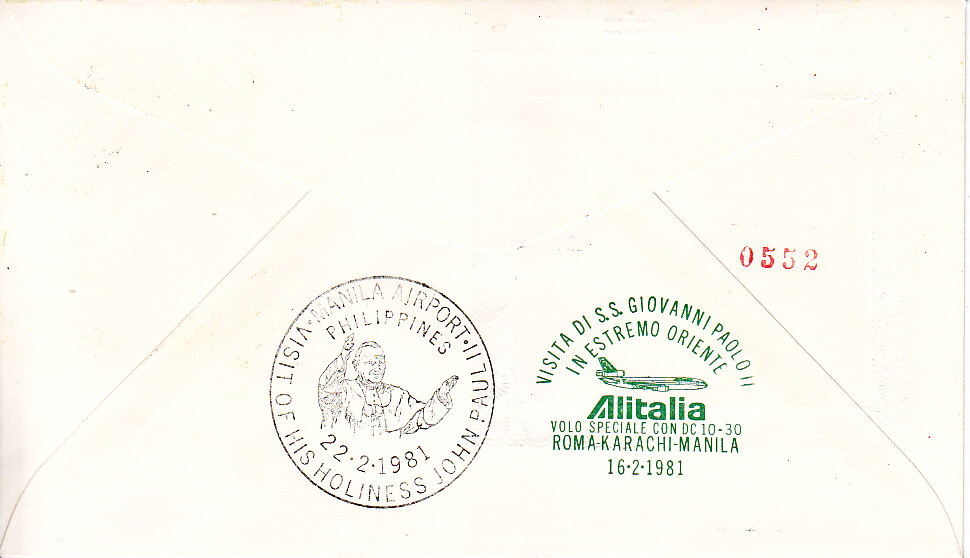 0552
·MANILA AIRPORT·
PHILIPPINES
22·2·1981
VISIT OF HIS HOLINESS JOHN PAUL II
VISITA DI S.S. GIOVANNI PAOLO II
IN ESTREMO ORIENTE
Alitalia
VOLO SPECIALE CON DC 10-30
ROMA-KARACHI-MANILA
16·2·1981